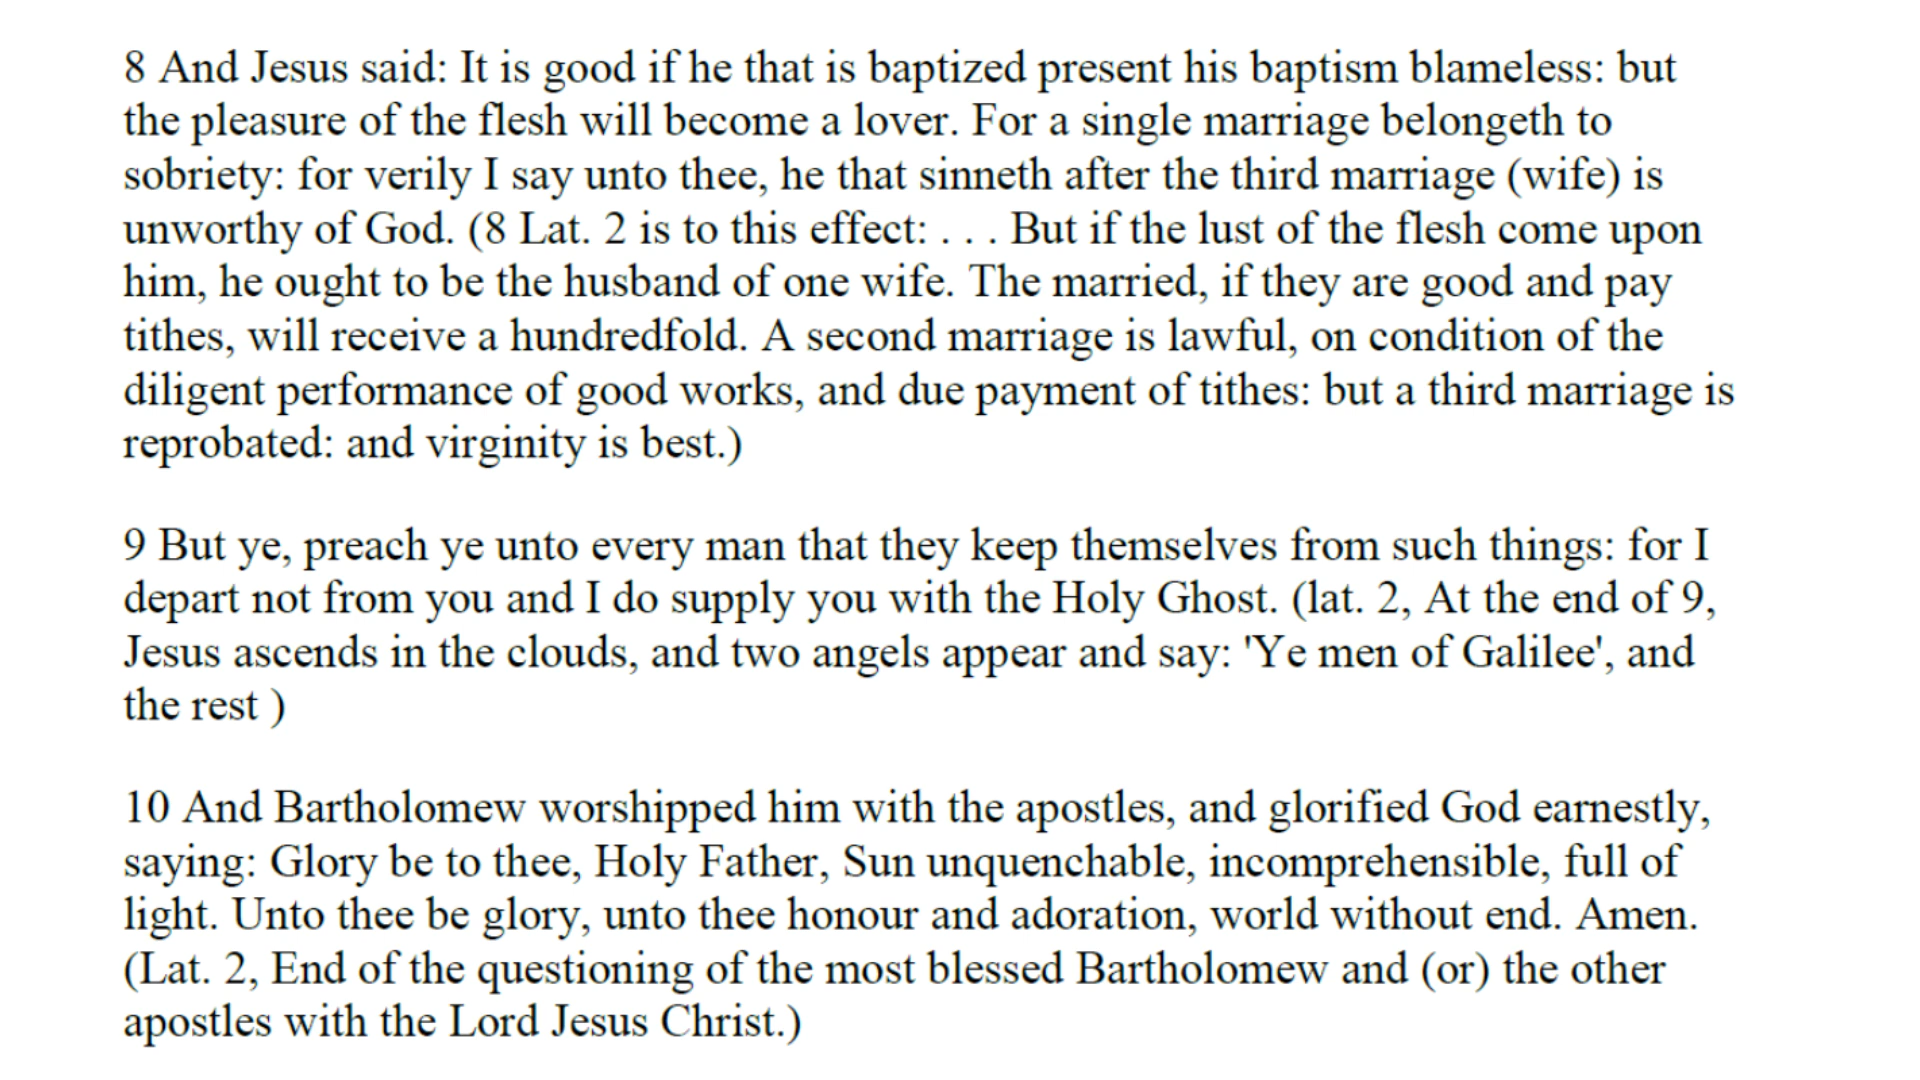 8 And Jesus said: It is good if he that is baptized present his baptism blameless: but
the pleasure of the flesh will become a lover. For a single marriage belongeth to
sobriety: for verily I say unto thee, he that sinneth after the third marriage (wife) is
unworthy of God. (8 Lat. 2 is to this effect: . . . But if the lust of the flesh come upon
him, he ought to be the husband of one wife. The married, if they are good and pay
tithes, will receive a hundredfold. A second marriage is lawful, on condition of the
diligent performance of good works, and due payment of tithes: but a third marriage is
reprobated: and virginity is best.)
9 But ye, preach ye unto every man that they keep themselves from such things: for I
depart not from you and I do supply you with the Holy Ghost. (lat. 2, At the end of 9,
Jesus ascends in the clouds, and two angels appear and say: 'Ye men of Galilee', and
the rest )
10 And Bartholomew worshipped him with the apostles, and glorified God earnestly,
saying: Glory be to thee, Holy Father, Sun unquenchable, incomprehensible, full of
light. Unto thee be glory, unto thee honour and adoration, world without end. Amen.
(Lat. 2, End of the questioning of the most blessed Bartholomew and (or) the other
apostles with the Lord Jesus Christ.)